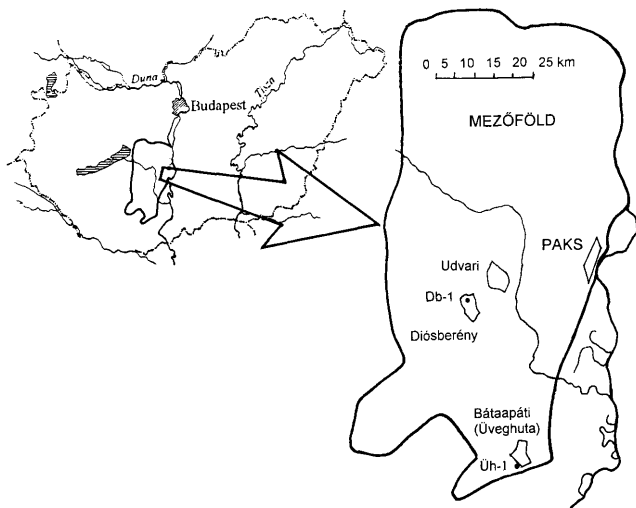 Duna
Tisza
Budapest
0 5 10 15 20 25 km
MEZŐFÖLD
PAKS
Udvari
Db-1
Diósberény
Bátaapáti
(Üveghuta)
Üh-1